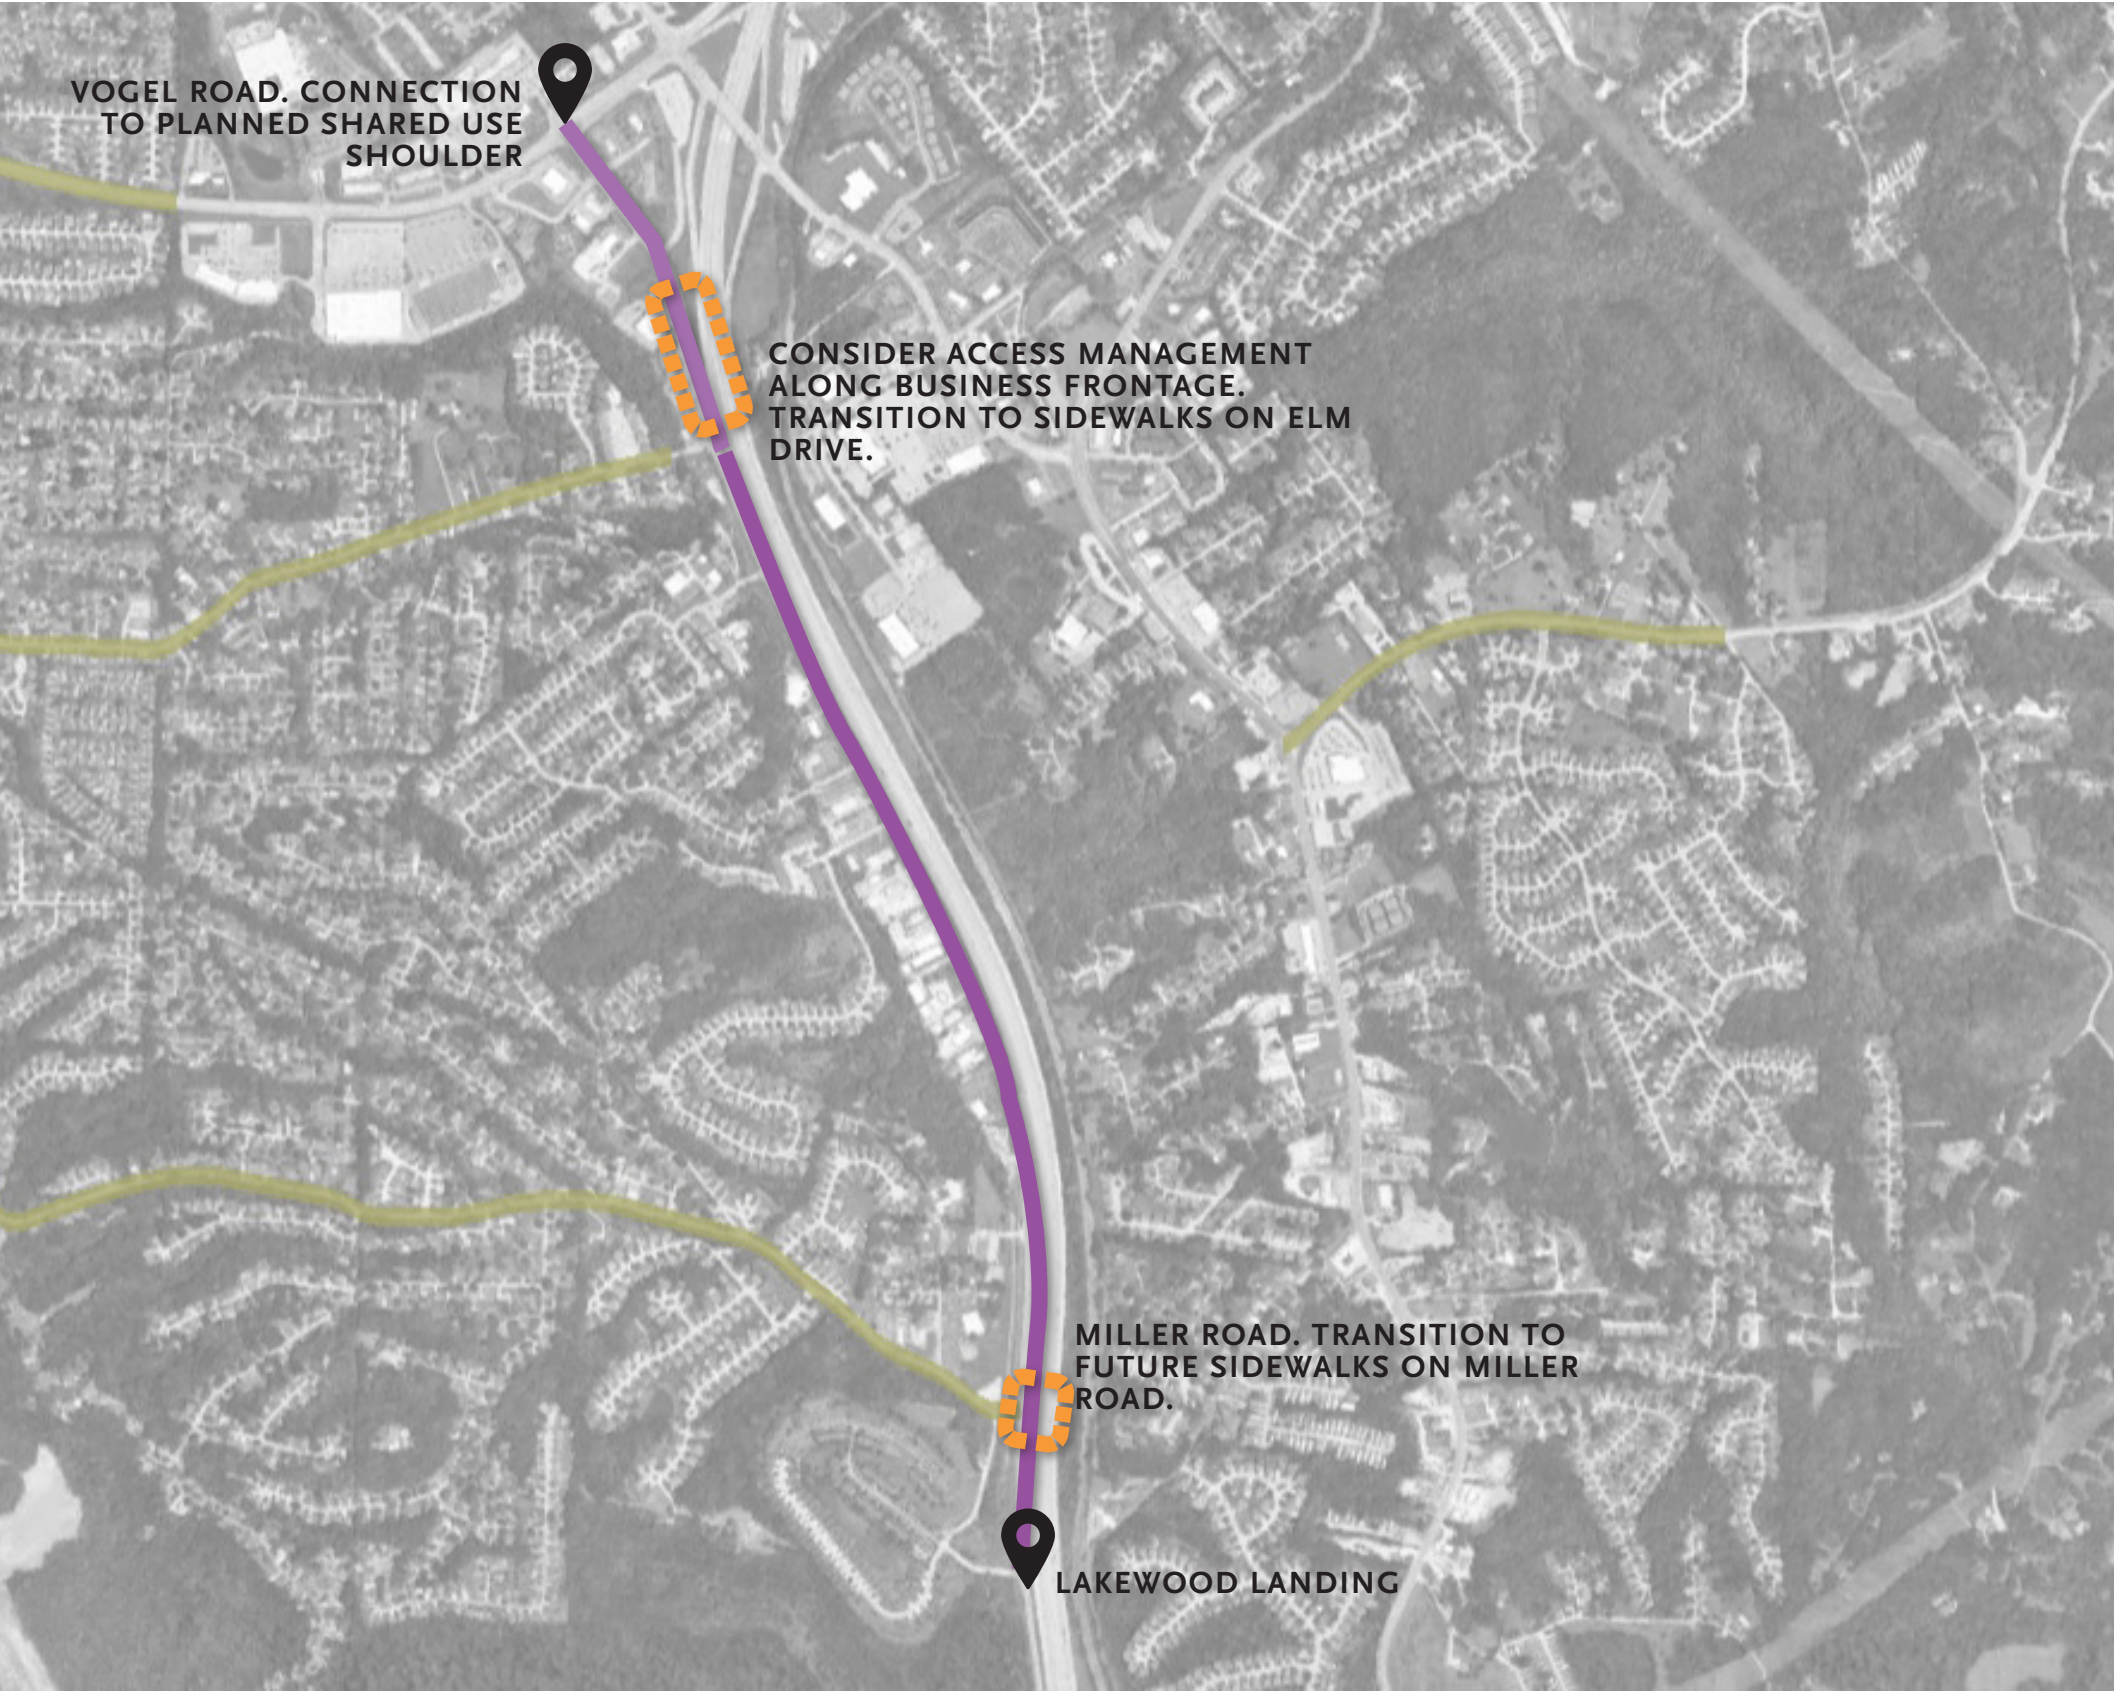 VOGEL ROAD. CONNECTION
TO PLANNED SHARED USE
SHOULDER
CONSIDER ACCESS MANAGEMENT
ALONG BUSINESS FRONTAGE.
TRANSITION TO SIDEWALKS ON ELM
DRIVE.
MILLER ROAD. TRANSITION TO
FUTURE SIDEWALKS ON MILLER
ROAD.
LAKEWOOD LANDING